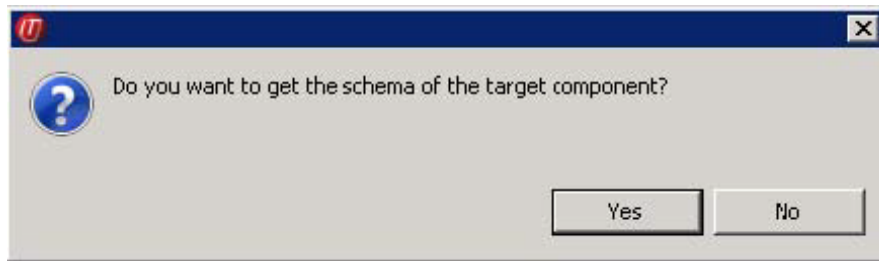 Do you want to get the schema of the target component?
Yes
No